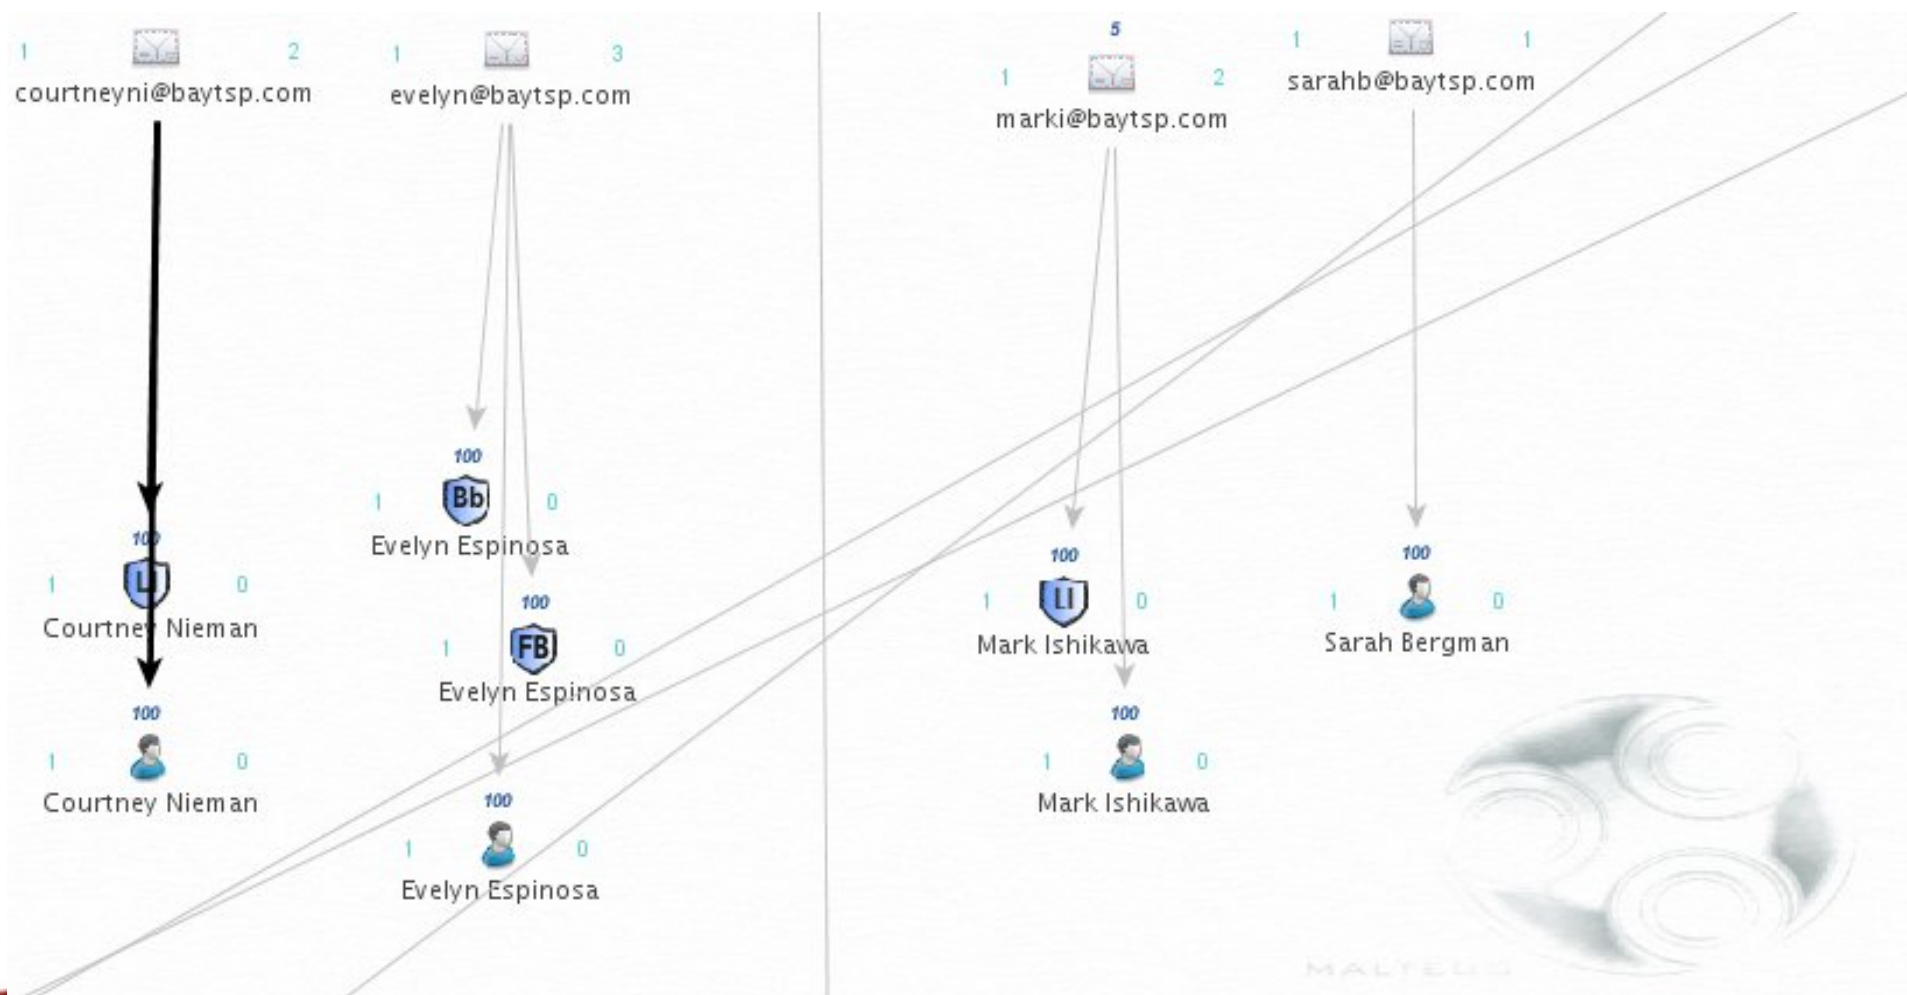 5
1 2
1 3
1 2
1 1
courtneyni@baytsp.com
evelyn@baytsp.com
marki@baytsp.com
sarahb@baytsp.com
100
1 Bb 0
Evelyn Espinosa
100
1 0
Courtney Nieman
100
1 FB 0
Evelyn Espinosa
100
1 LI 0
Mark Ishikawa
100
1 0
Sarah Bergman
100
1 0
Courtney Nieman
100
1 0
Evelyn Espinosa
100
1 0
Mark Ishikawa